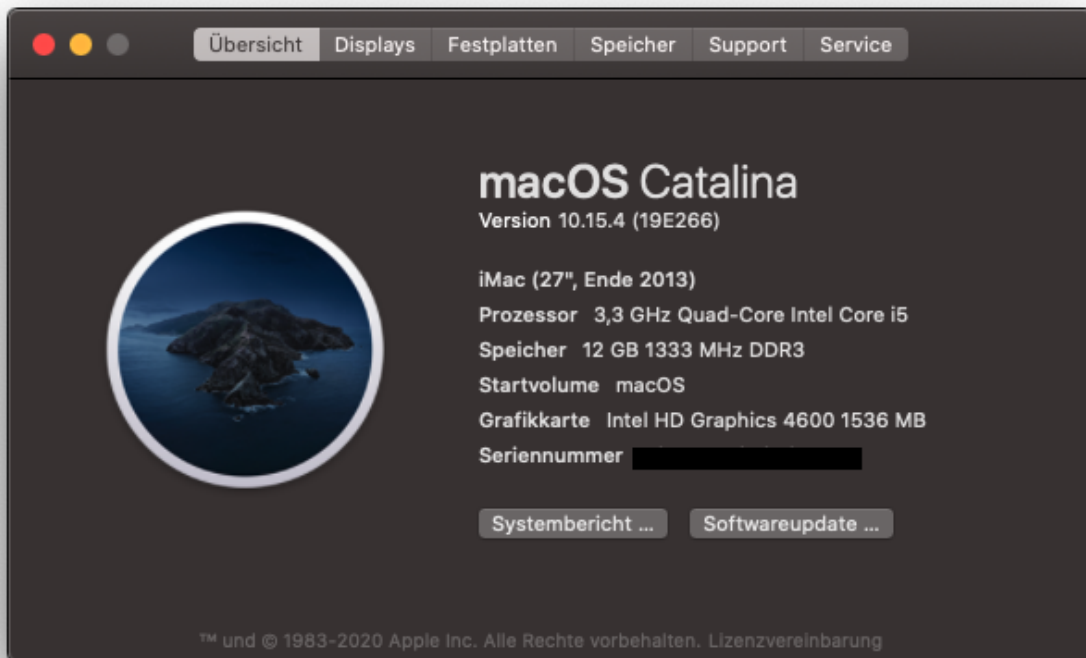 Übersicht Displays Festplatten Speicher Support Service
macOS Catalina
Version 10.15.4 (19E266)
iMac (27", Ende 2013)
Prozessor 3,3 GHz Quad-Core Intel Core i5
Speicher 12 GB 1333 MHz DDR3
Startvolume macOS
Grafikkarte Intel HD Graphics 4600 1536 MB
Seriennummer
Systembericht ... Softwareupdate ...
™ und © 1983-2020 Apple Inc. Alle Rechte vorbehalten. Lizenzvereinbarung